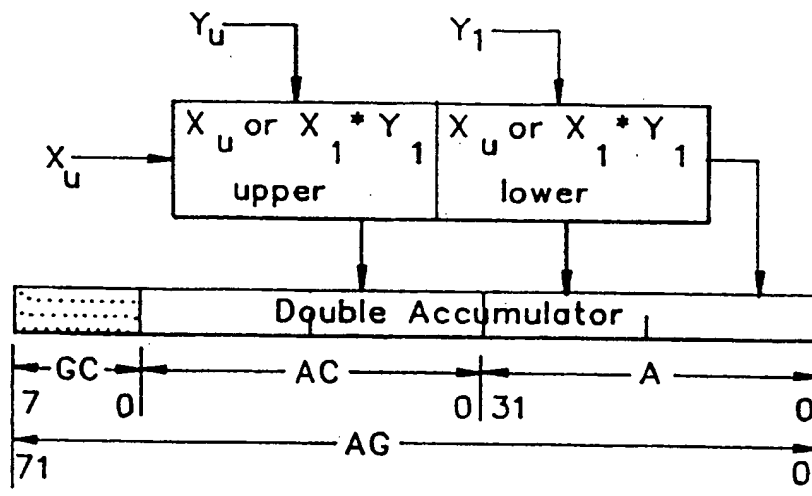 Yu
Y1
Xu
Xu or X1 * Y1
upper
Xu or X1 * Y1
lower
Double Accumulator
GC
AC
A
7 0
0 31 0
AG
71 0